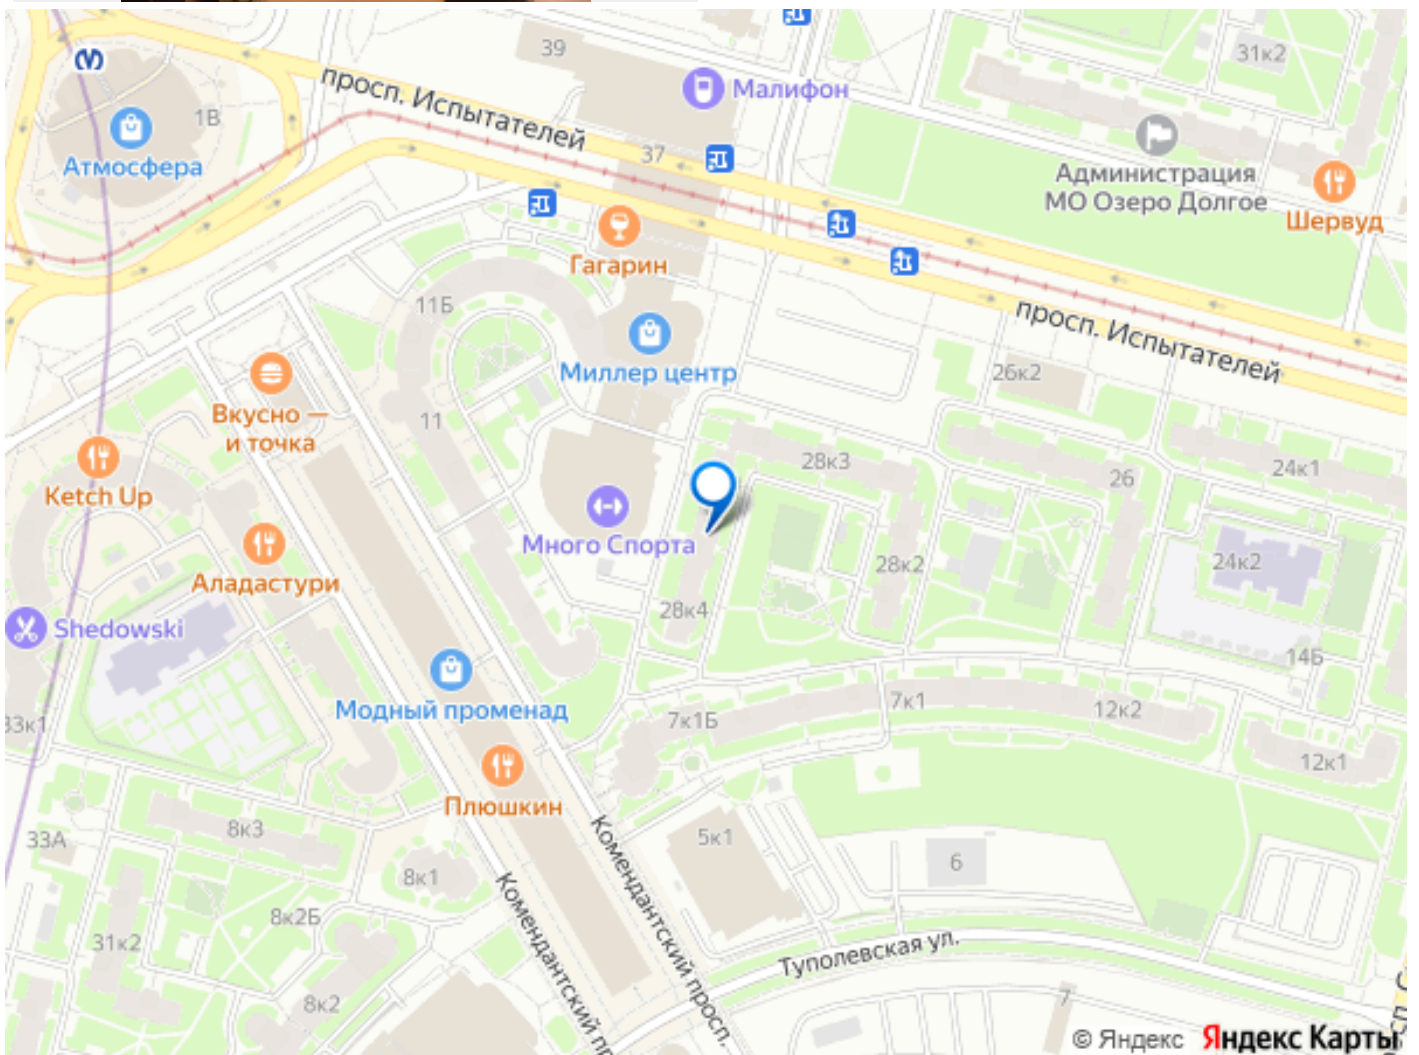 39
31к2
Малифон
просп. Испытателей
1В
Атмосфера
37
Администрация
МО Озеро Долгое
Шервуд
Гагарин
11Б
просп. Испытателей
Миллер центр
26к2
Вкусно —
и точка
11
28к3
24к1
26
Ketch Up
Много Спорта
Аладастури
28к2
24к2
28к4
Shedowski
14Б
Модный променад
7к1Б
7к1
12к2
33к1
12к1
Плюшкин
8к3
33А
5к1
6
8к1
Комендантский просп.
Комендантский пр
8к2Б
31к2
Туполевская ул.
8к2
7
© Яндекс Яндекс Карты